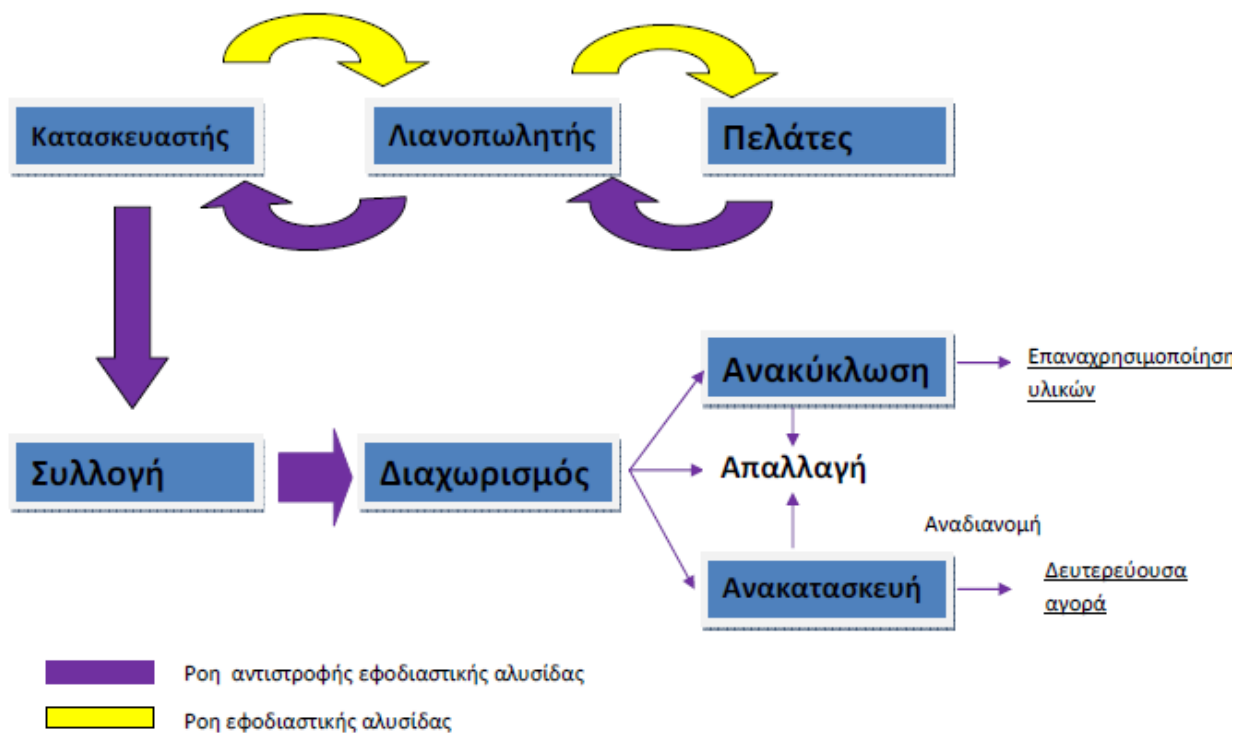 Κατασκευαστής
Λιανοπωλητής
Πελάτες
Ανακύκλωση
Επαναχρησιμοποίηση
υλικών
Συλλογή
Διαχωρισμός
Απαλλαγή
Αναδιανομή
Ανακατασκευή
Δευτερεύουσα
αγορά
Ροη αντιστροφής εφοδιαστικής αλυσίδας
Ροη εφοδιαστικής αλυσίδας